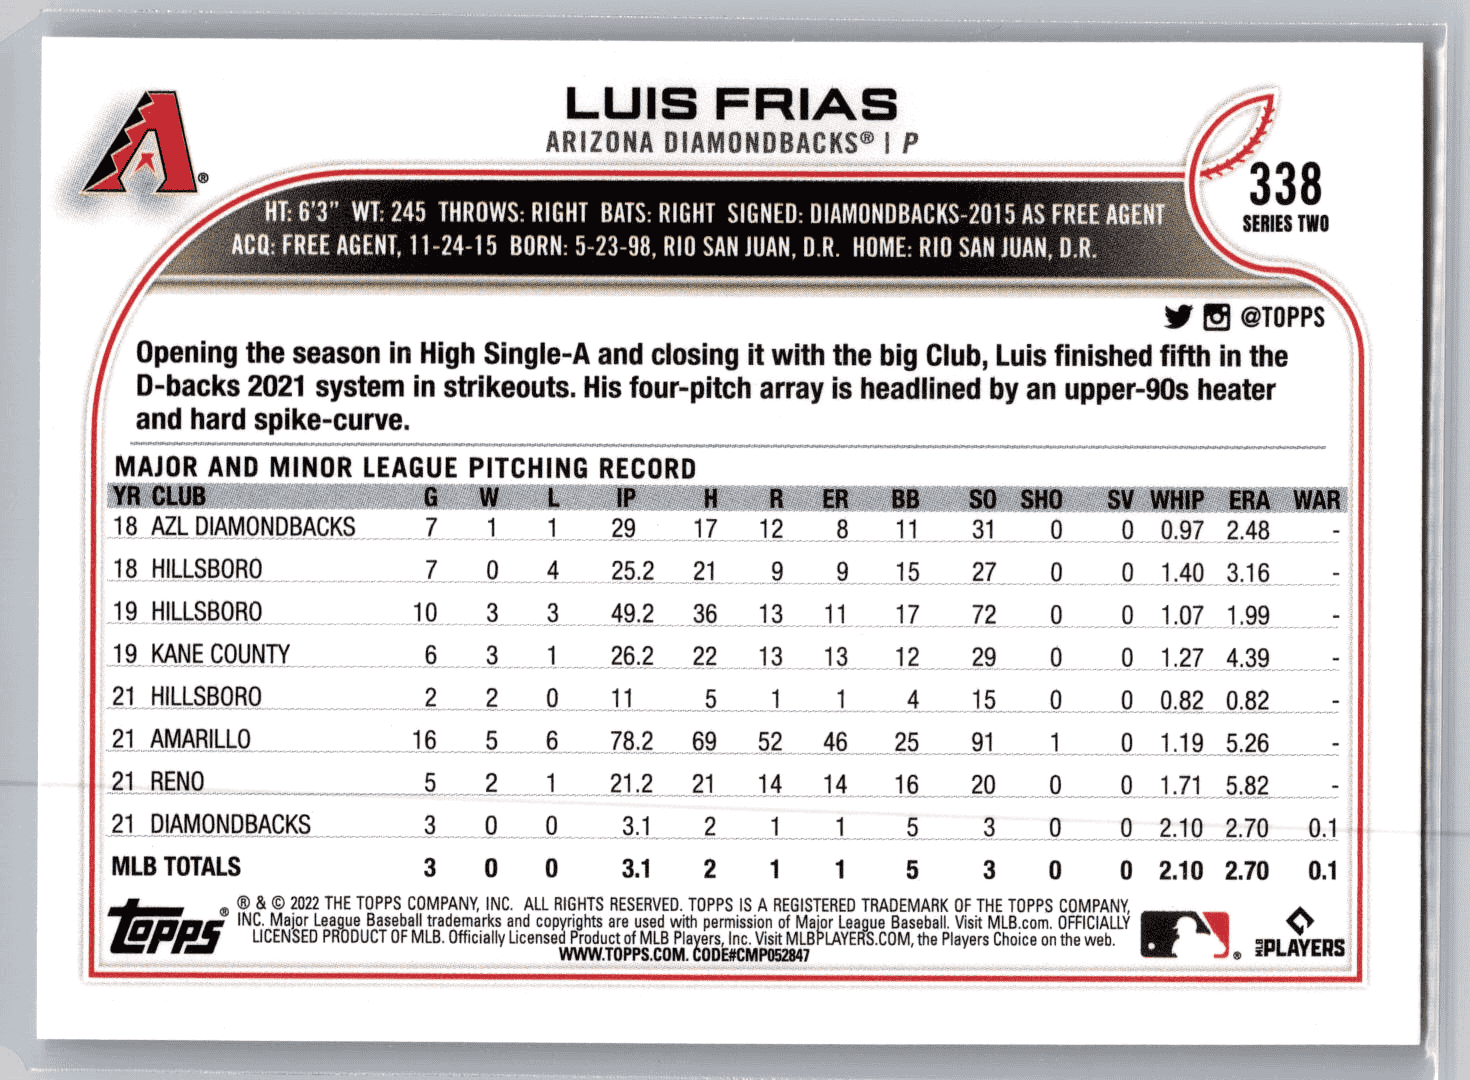 LUIS FRIAS
ARIZONA DIAMONDBACKS® | P
A ®
338
SERIES TWO
HT: 6'3" WT: 245 THROWS: RIGHT BATS: RIGHT SIGNED: DIAMONDBACKS-2015 AS FREE AGENT
ACQ: FREE AGENT, 11-24-15 BORN: 5-23-98, RIO SAN JUAN, D.R. HOME: RIO SAN JUAN, D.R.
@TOPPS
Opening the season in High Single-A and closing it with the big Club, Luis finished fifth in the
D-backs 2021 system in strikeouts. His four-pitch array is headlined by an upper-90s heater
and hard spike-curve.
MAJOR AND MINOR LEAGUE PITCHING RECORD
YR CLUB G W L IP H R ER BB SO SHO SV WHIP ERA WAR
18 AZL DIAMONDBACKS 7 1 1 29 17 12 8 11 31 0 0 0.97 2.48 -
18 HILLSBORO 7 0 4 25.2 21 9 9 15 27 0 0 1.40 3.16 -
19 HILLSBORO 10 3 3 49.2 36 13 11 17 72 0 0 1.07 1.99 -
19 KANE COUNTY 6 3 1 26.2 22 13 13 12 29 0 0 1.27 4.39 -
21 HILLSBORO 2 2 0 11 5 1 1 4 15 0 0 0.82 0.82 -
21 AMARILLO 16 5 6 78.2 69 52 46 25 91 1 0 1.19 5.26 -
21 RENO 5 2 1 21.2 21 14 14 16 20 0 0 1.71 5.82 -
21 DIAMONDBACKS 3 0 0 3.1 2 1 1 5 3 0 0 2.10 2.70 0.1
MLB TOTALS 3 0 0 3.1 2 1 1 5 3 0 0 2.10 2.70 0.1
Topps ®
® & © 2022 THE TOPPS COMPANY, INC. ALL RIGHTS RESERVED. TOPPS IS A REGISTERED TRADEMARK OF THE TOPPS COMPANY,
INC. Major League Baseball trademarks and copyrights are used with permission of Major League Baseball. Visit MLB.com. OFFICIALLY
LICENSED PRODUCT OF MLB. Officially Licensed Product of MLB Players, Inc. Visit MLBPLAYERS.COM, the Players Choice on the web.
WWW.TOPPS.COM. CODE#CMP052847
®
MLB PLAYERS